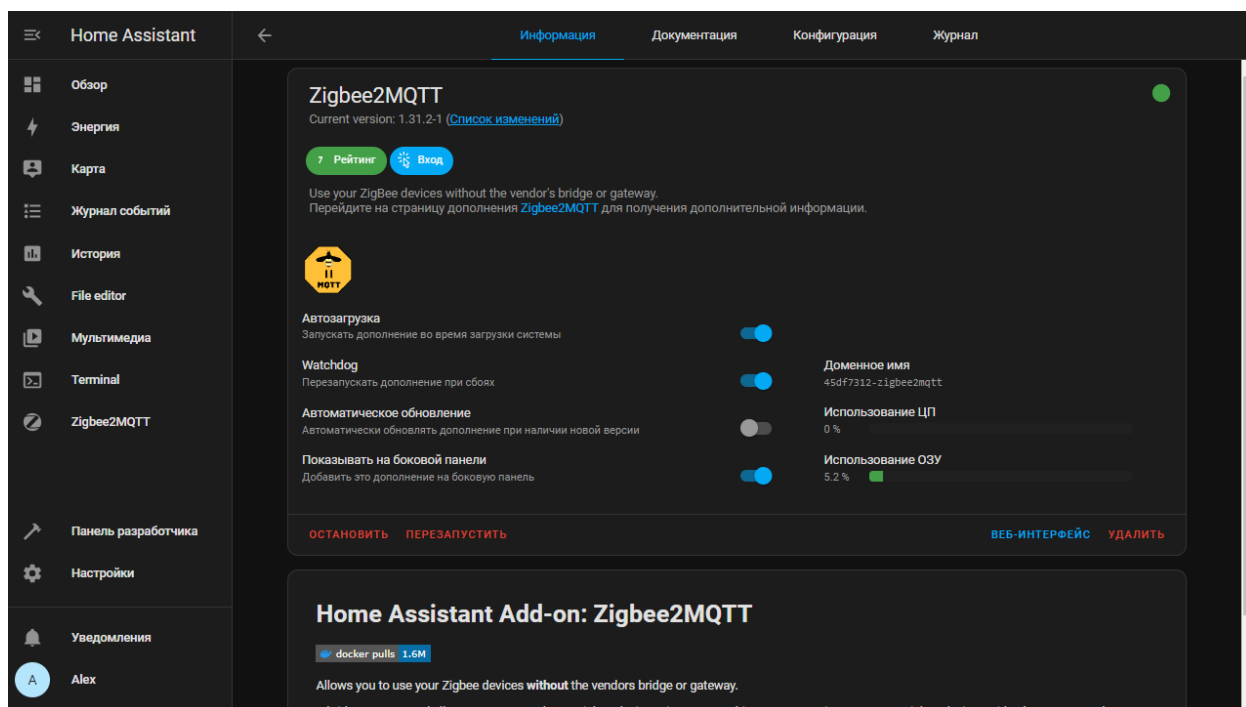 Home Assistant
Информация
Документация
Конфигурация
Журнал
Обзор
Энергия
Карта
Журнал событий
История
File editor
Мультимедиа
Terminal
Zigbee2MQTT
Панель разработчика
Настройки
Уведомления
A
Alex
Zigbee2MQTT
Current version: 1.31.2-1 (Список изменений)
7 Рейтинг
Вход
Use your ZigBee devices without the vendor's bridge or gateway.
Перейдите на страницу дополнения Zigbee2MQTT для получения дополнительной информации.
MQTT
Автозагрузка
Запускать дополнение во время загрузки системы
Watchdog
Перезапускать дополнение при сбоях
Доменное имя
45df7312-zigbee2mqtt
Автоматическое обновление
Автоматически обновлять дополнение при наличии новой версии
Использование ЦП
0 %
Показывать на боковой панели
Добавить это дополнение на боковую панель
Использование ОЗУ
5.2 %
ОСТАНОВИТЬ
ПЕРЕЗАПУСТИТЬ
ВЕБ-ИНТЕРФЕЙС
УДАЛИТЬ
Home Assistant Add-on: Zigbee2MQTT
docker pulls 1.6M
Allows you to use your Zigbee devices without the vendors bridge or gateway.